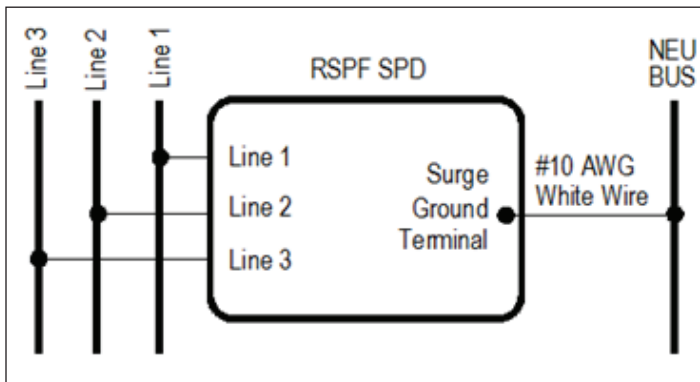 Line 3
Line 2
Line 1
RSPF SPD
NEU
BUS
Line 1
Line 2
Line 3
Surge
Ground
Terminal
#10 AWG
White Wire